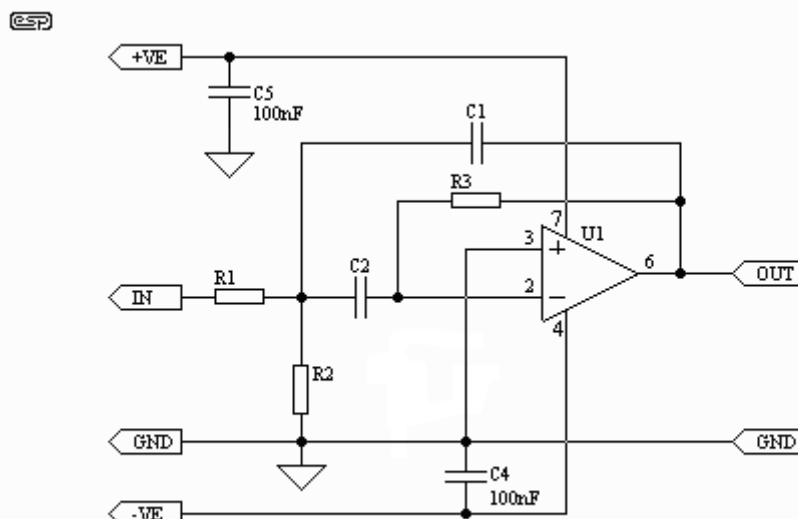 esp
+VE
C5
100nF
C1
R3
7
U1
3
+
6
OUT
IN
R1
C2
2
−
4
R2
GND
GND
C4
100nF
-VE